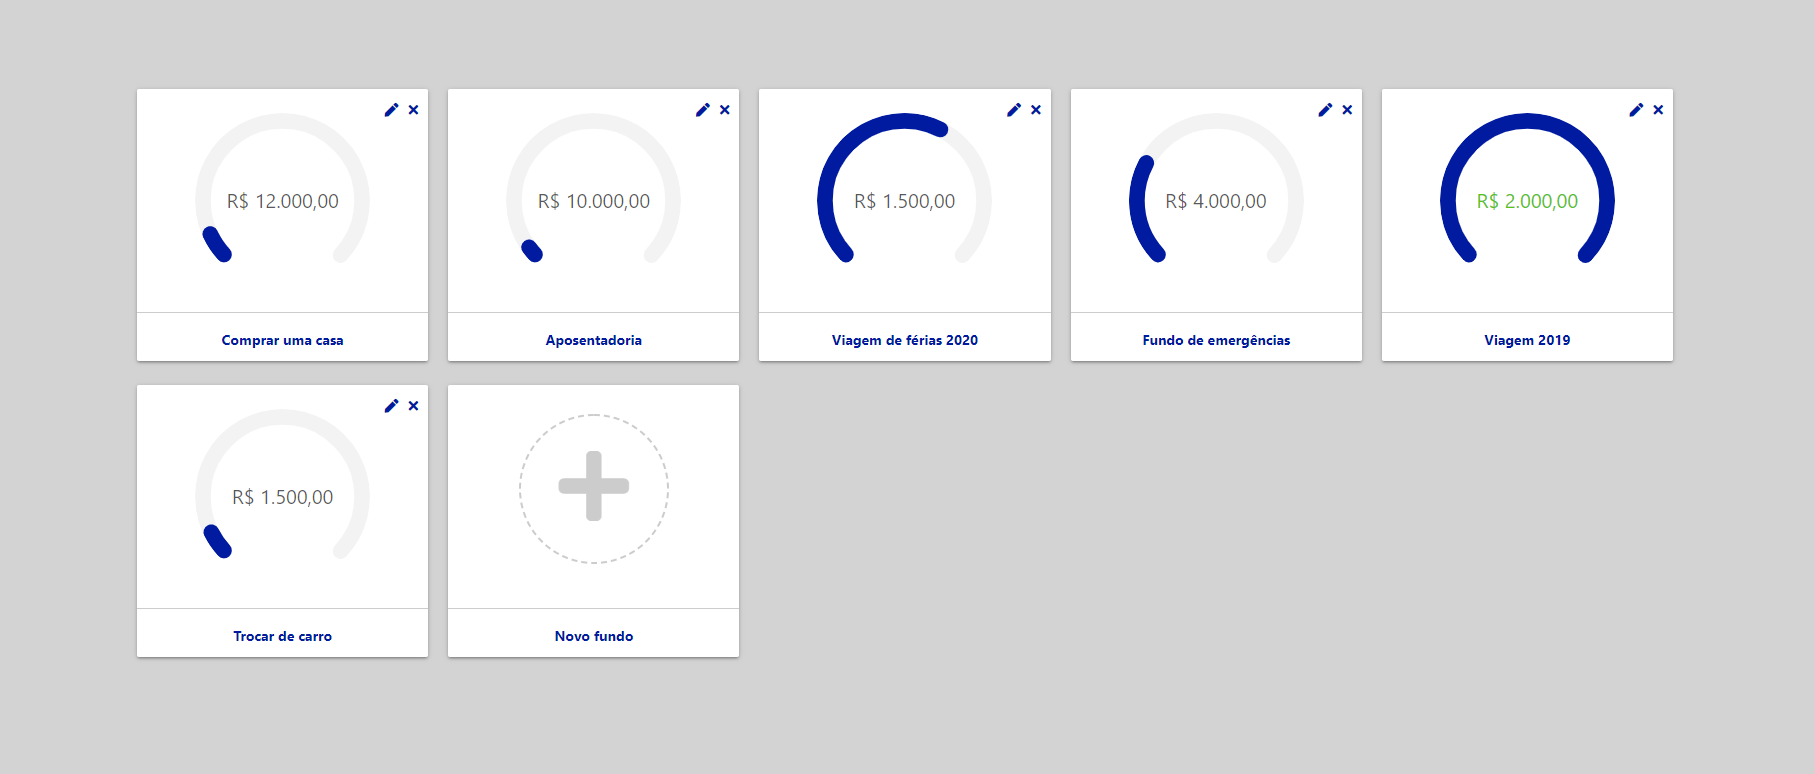 R$ 12.000,00
Comprar uma casa
R$ 10.000,00
Aposentadoria
R$ 1.500,00
Viagem de férias 2020
R$ 4.000,00
Fundo de emergências
R$ 2.000,00
Viagem 2019
R$ 1.500,00
Trocar de carro
Novo fundo